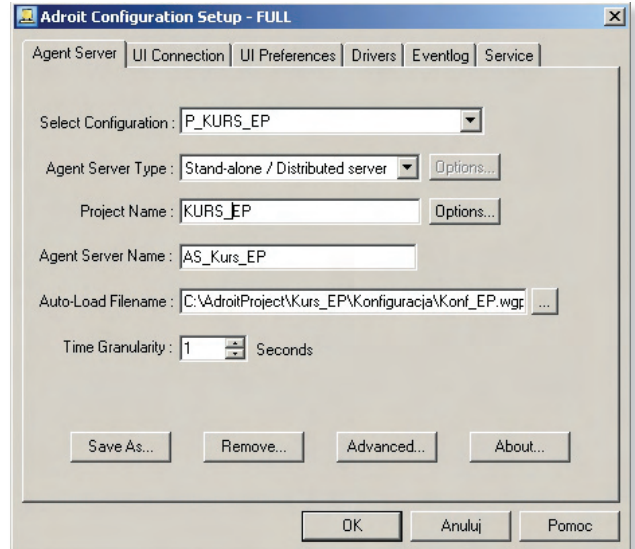 Adroit Configuration Setup - FULL
Agent Server UI Connection UI Preferences Drivers Eventlog Service
Select Configuration : P_KURS_EP
Agent Server Type : Stand-alone / Distributed server Options...
Project Name : KURS_EP Options...
Agent Server Name : AS_Kurs_EP
Auto-Load Filename : C:\AdroitProject\Kurs_EP\Konfiguracja\Konf_EP.wgp ...
Time Granularity : 1 Seconds
Save As... Remove... Advanced... About...
OK Anuluj Pomoc